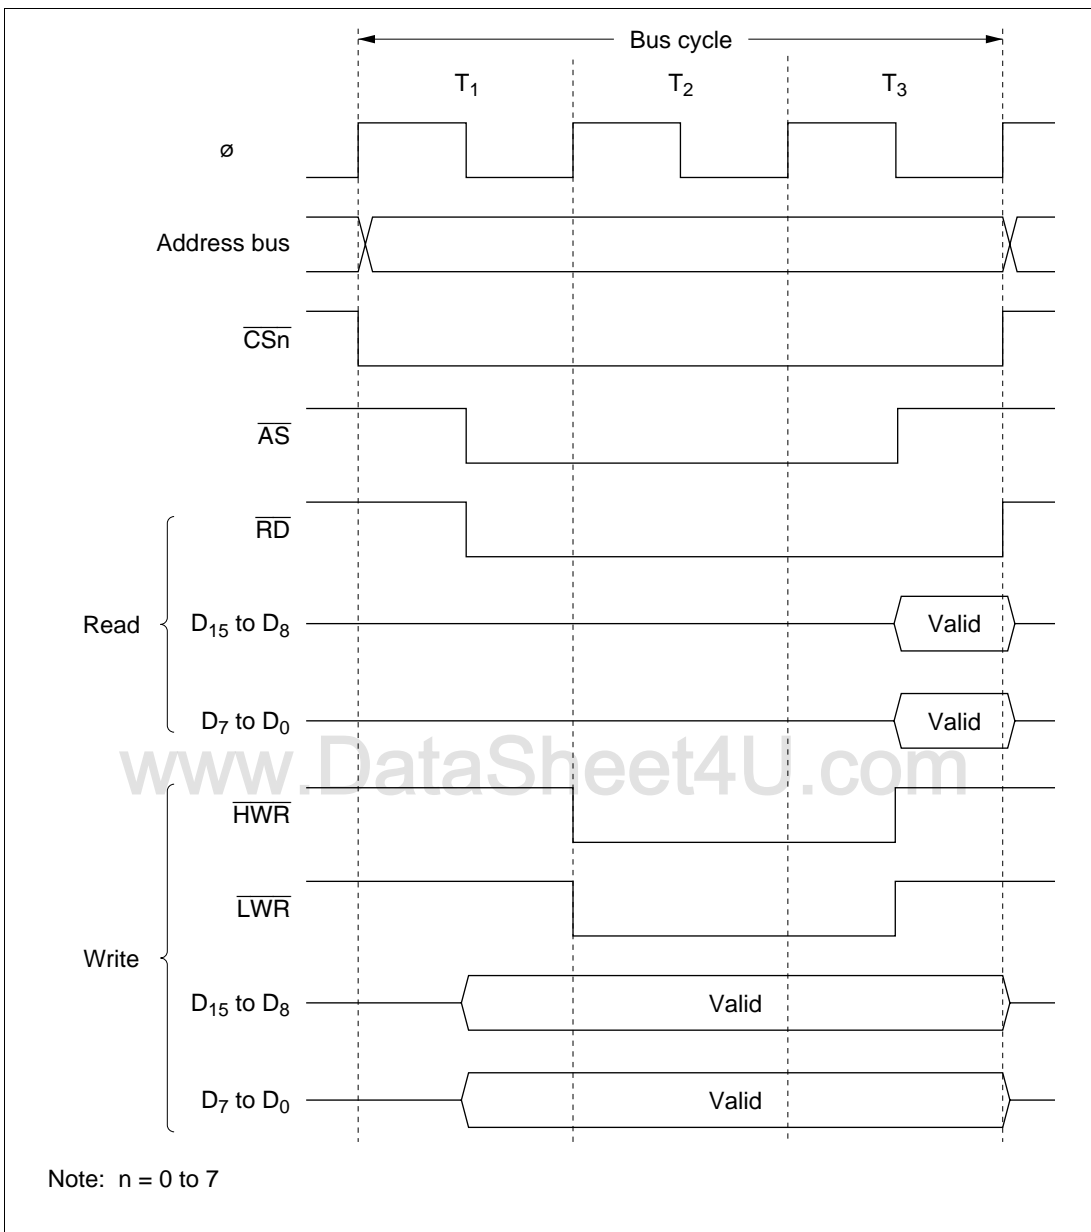 Bus cycle
T1 T2 T3
ø
Address bus
CSn
AS
RD
Read
D15 to D8 Valid
D7 to D0 Valid
www.DataSheet4U.com
HWR
LWR
Write
D15 to D8 Valid
D7 to D0 Valid
Note: n = 0 to 7